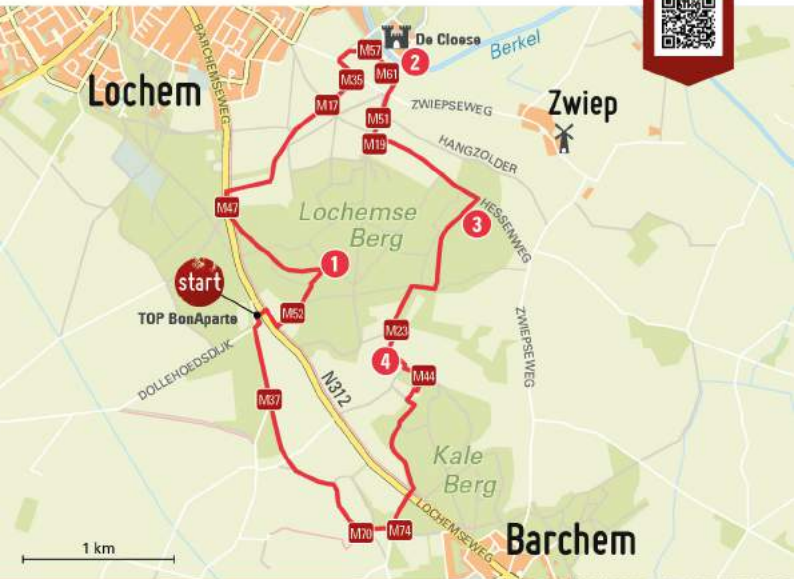 M57
De Cloese
Berkel
2
M61
BARCHEMSEWEG
Lochem
M35
M17
ZWIEPSEWEG
Zwiep
M51
M19
HANGZOLDER
M47
Lochemse
Berg
3
HESSENWEG
1
start
TOP BonAparte
M52
M23
ZWIEPSEWEG
DOLLEHOEDSDIJK
4
M44
N312
M37
Kale
Berg
LOCHEMSEWEG
M70
M74
Barchem
1 km